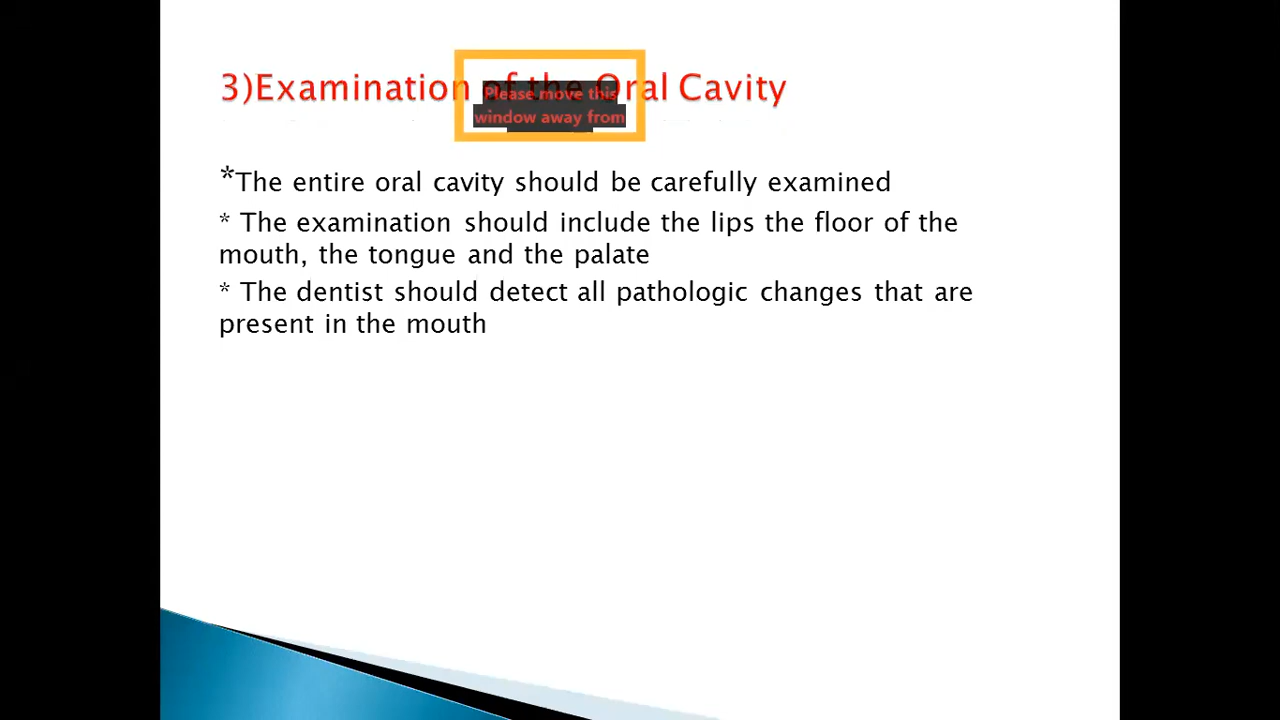 3)Examination of the Oral Cavity
Please move this
window away from
*The entire oral cavity should be carefully examined
* The examination should include the lips the floor of the
mouth, the tongue and the palate
* The dentist should detect all pathologic changes that are
present in the mouth